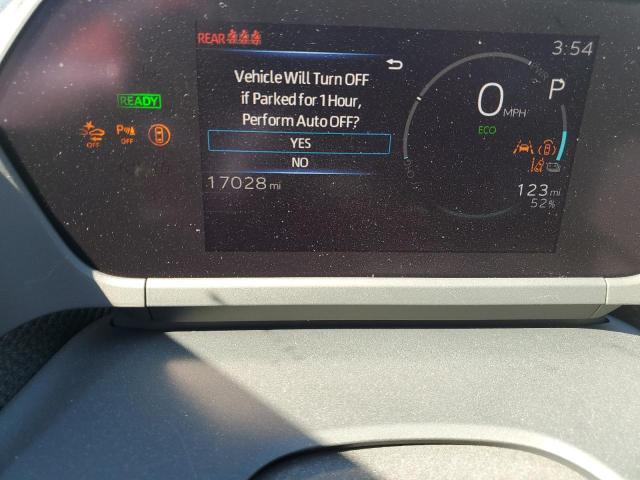 REAR
3:54
Vehicle Will Turn OFF
if Parked for 1 Hour,
Perform Auto OFF?
YES
NO
READY
OFF
P
OFF
0 MPH
P
ECO
17028 mi
123 mi
52%